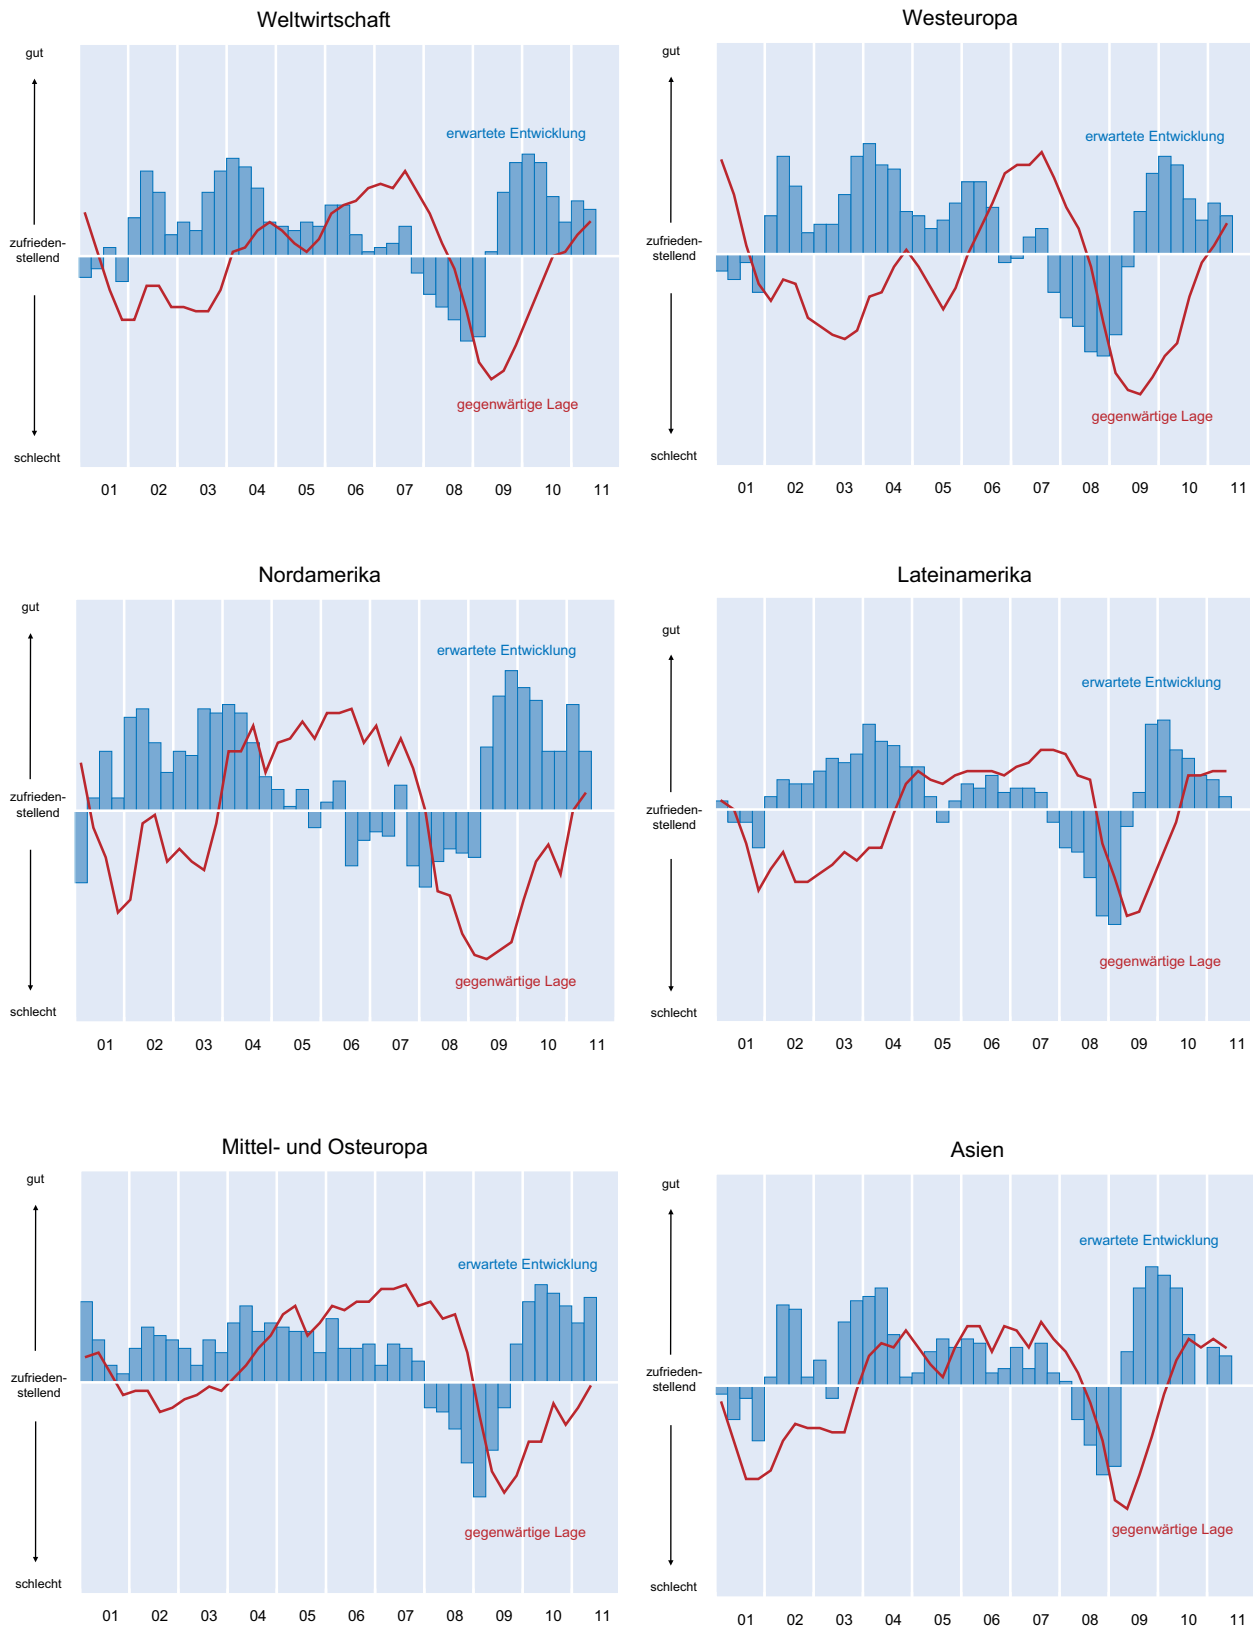 Weltwirtschaft
gut
erwartete Entwicklung
zufrieden-
stellend
gegenwärtige Lage
schlecht
01 02 03 04 05 06 07 08 09 10 11
Westeuropa
gut
erwartete Entwicklung
zufrieden-
stellend
gegenwärtige Lage
schlecht
01 02 03 04 05 06 07 08 09 10 11
Nordamerika
gut
erwartete Entwicklung
zufrieden-
stellend
gegenwärtige Lage
schlecht
01 02 03 04 05 06 07 08 09 10 11
Lateinamerika
gut
erwartete Entwicklung
zufrieden-
stellend
gegenwärtige Lage
schlecht
01 02 03 04 05 06 07 08 09 10 11
Mittel- und Osteuropa
gut
erwartete Entwicklung
zufrieden-
stellend
gegenwärtige Lage
schlecht
01 02 03 04 05 06 07 08 09 10 11
Asien
gut
erwartete Entwicklung
zufrieden-
stellend
gegenwärtige Lage
schlecht
01 02 03 04 05 06 07 08 09 10 11